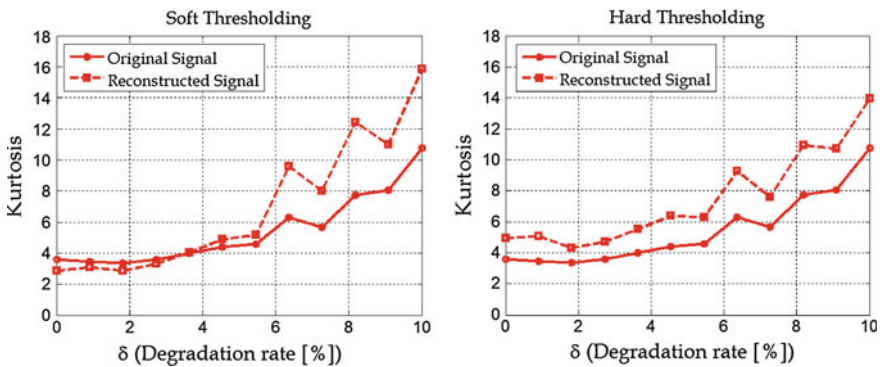 Soft Thresholding
18
16
14
12
10
8
6
4
2
0
Kurtosis
Original Signal
Reconstructed Signal
0 2 4 6 8 10
δ (Degradation rate [%])
Hard Thresholding
18
16
14
12
10
8
6
4
2
0
Kurtosis
Original Signal
Reconstructed Signal
0 2 4 6 8 10
δ (Degradation rate [%])